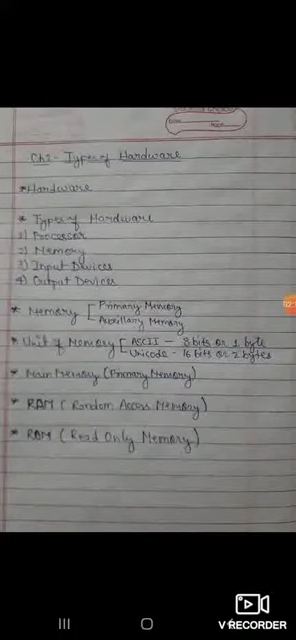 Ch2 - Types of Hardware
* Hardware
* Types of Hardware
1) Processor
2) Memory
3) Input Devices
4) Output Devices
* Memory [ Primary Memory
Auxillary Memory
* Unit of Memory [ ASCII - 8 bits or 1 byte
Unicode - 16 bits or 2 bytes
* Main Memory (Primary Memory)
* RAM (Random Access Memory)
* ROM (Read Only Memory)
V RECORDER